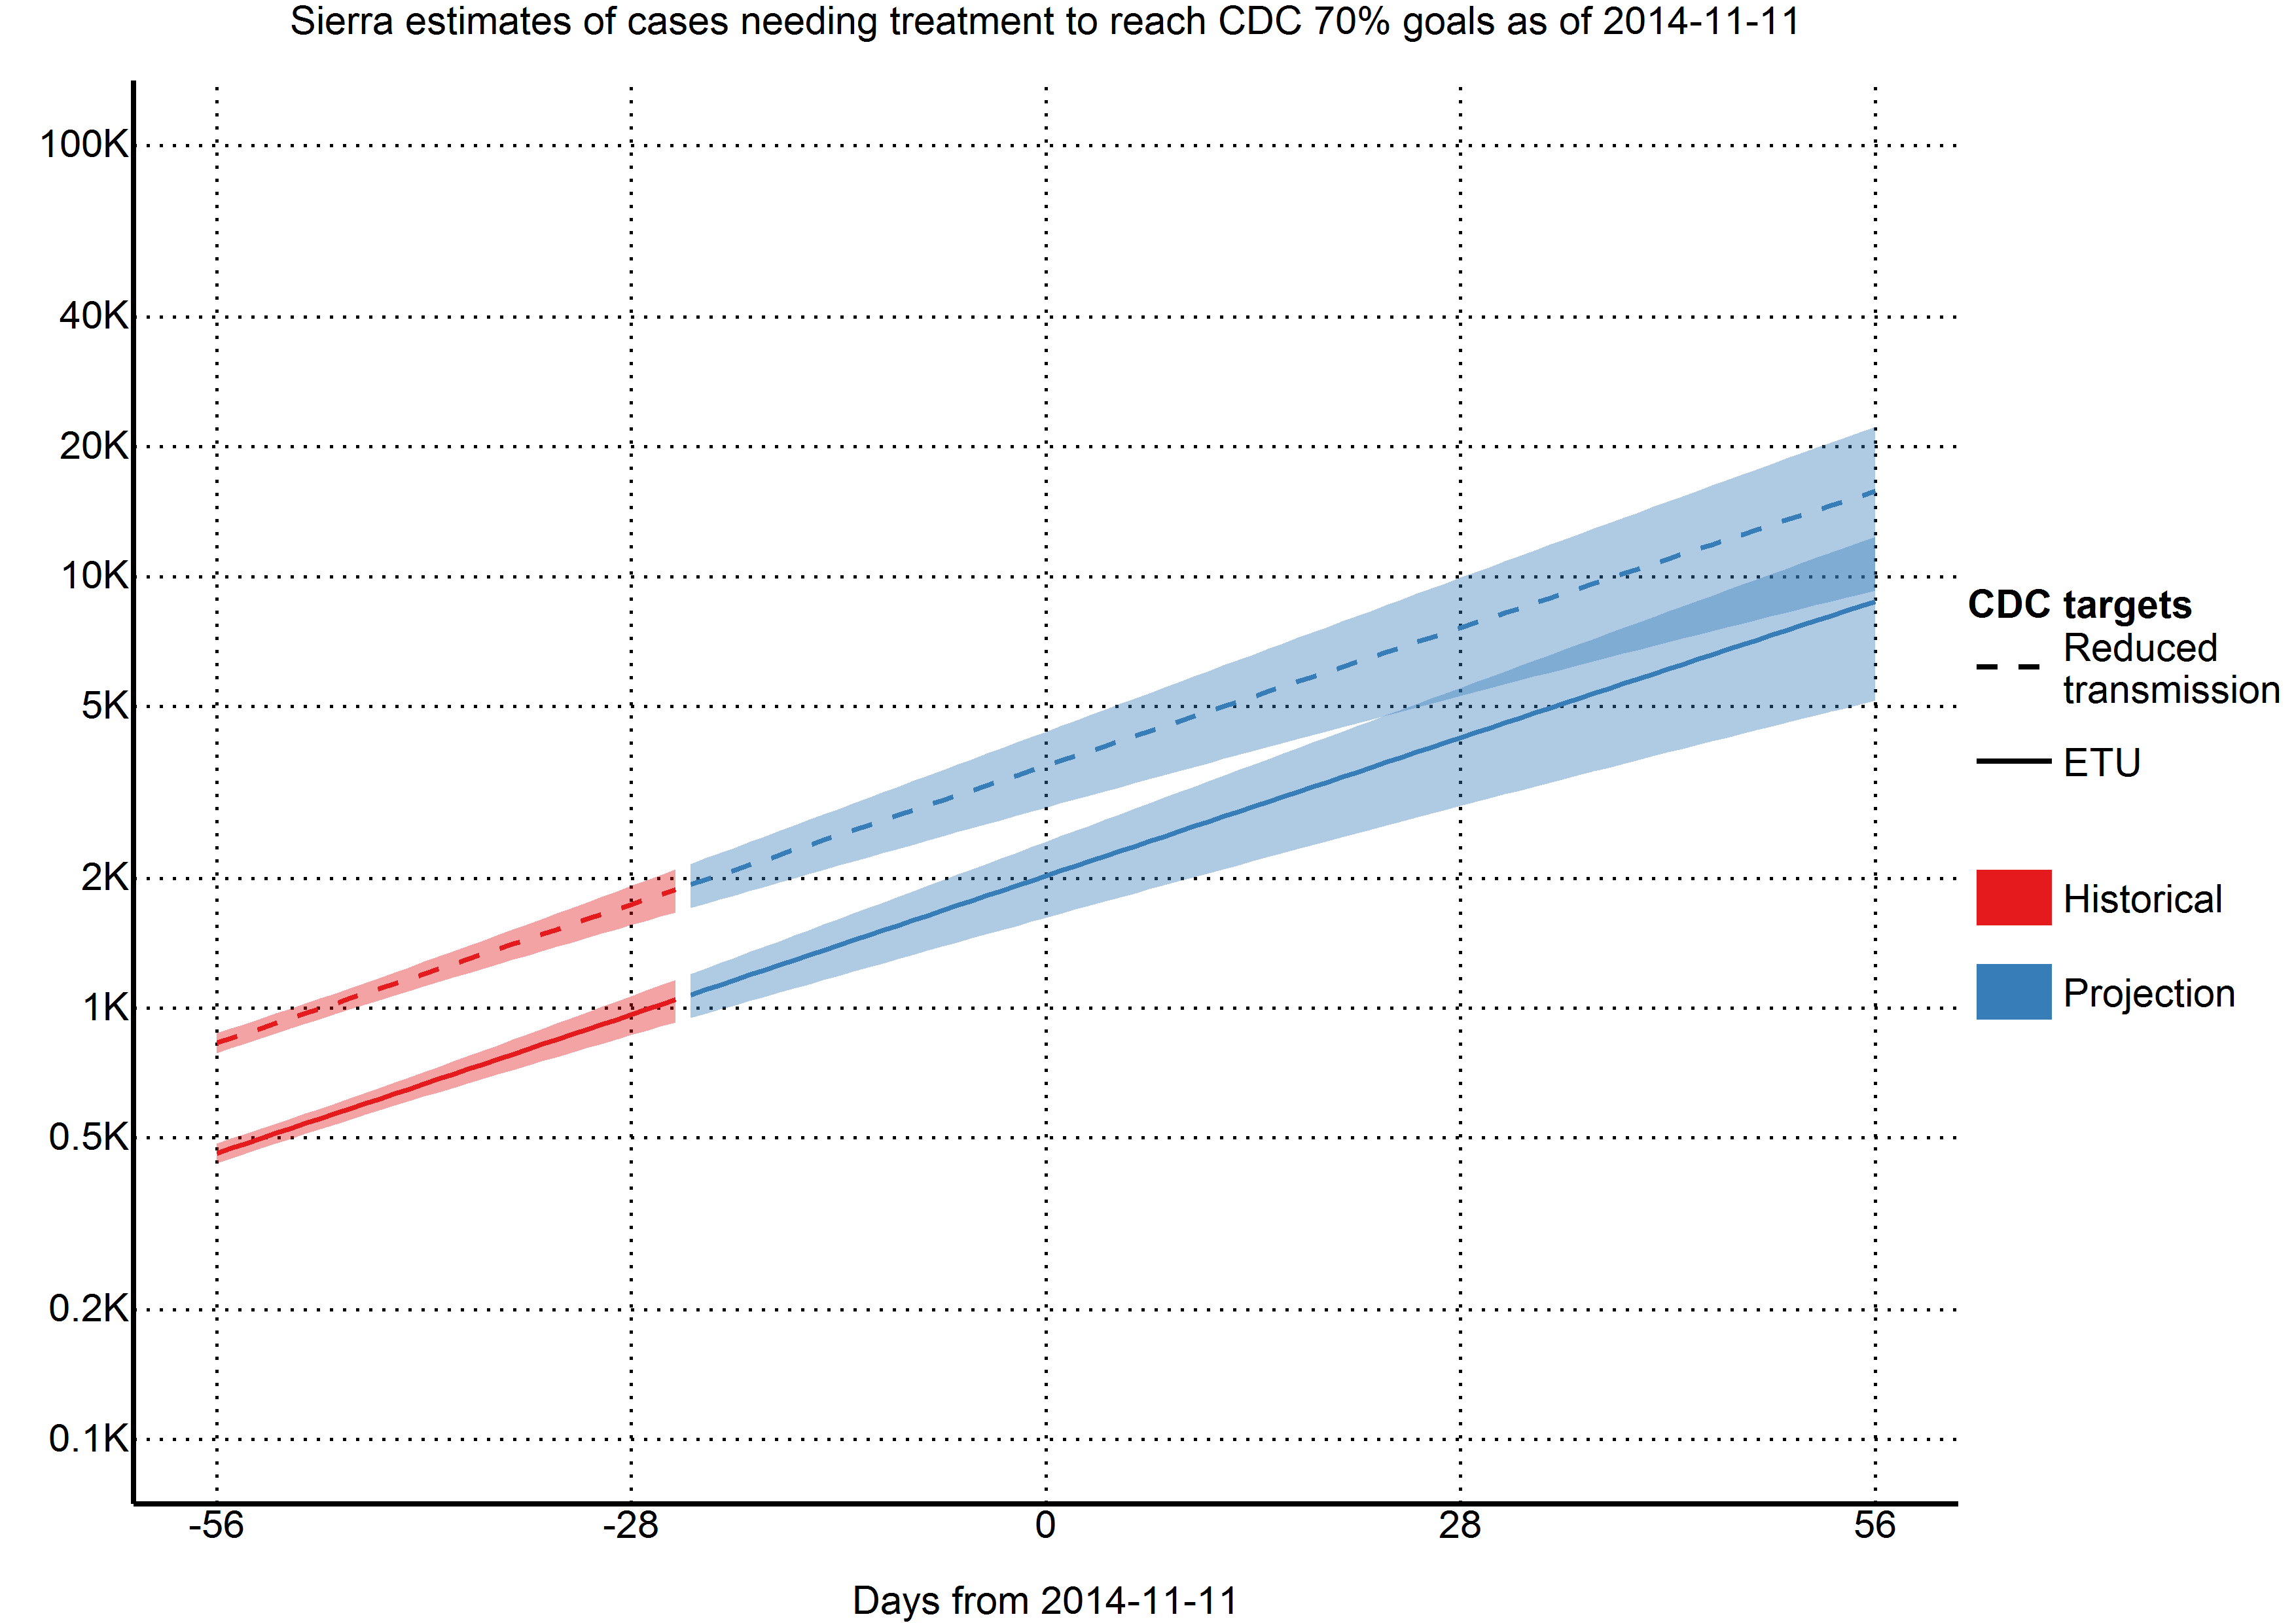 Sierra estimates of cases needing treatment to reach CDC 70% goals as of 2014-11-11
100K
40K
20K
10K
5K
2K
1K
0.5K
0.2K
0.1K
-56
-28
0
28
56
Days from 2014-11-11
CDC targets
Reduced
transmission
ETU
Historical
Projection